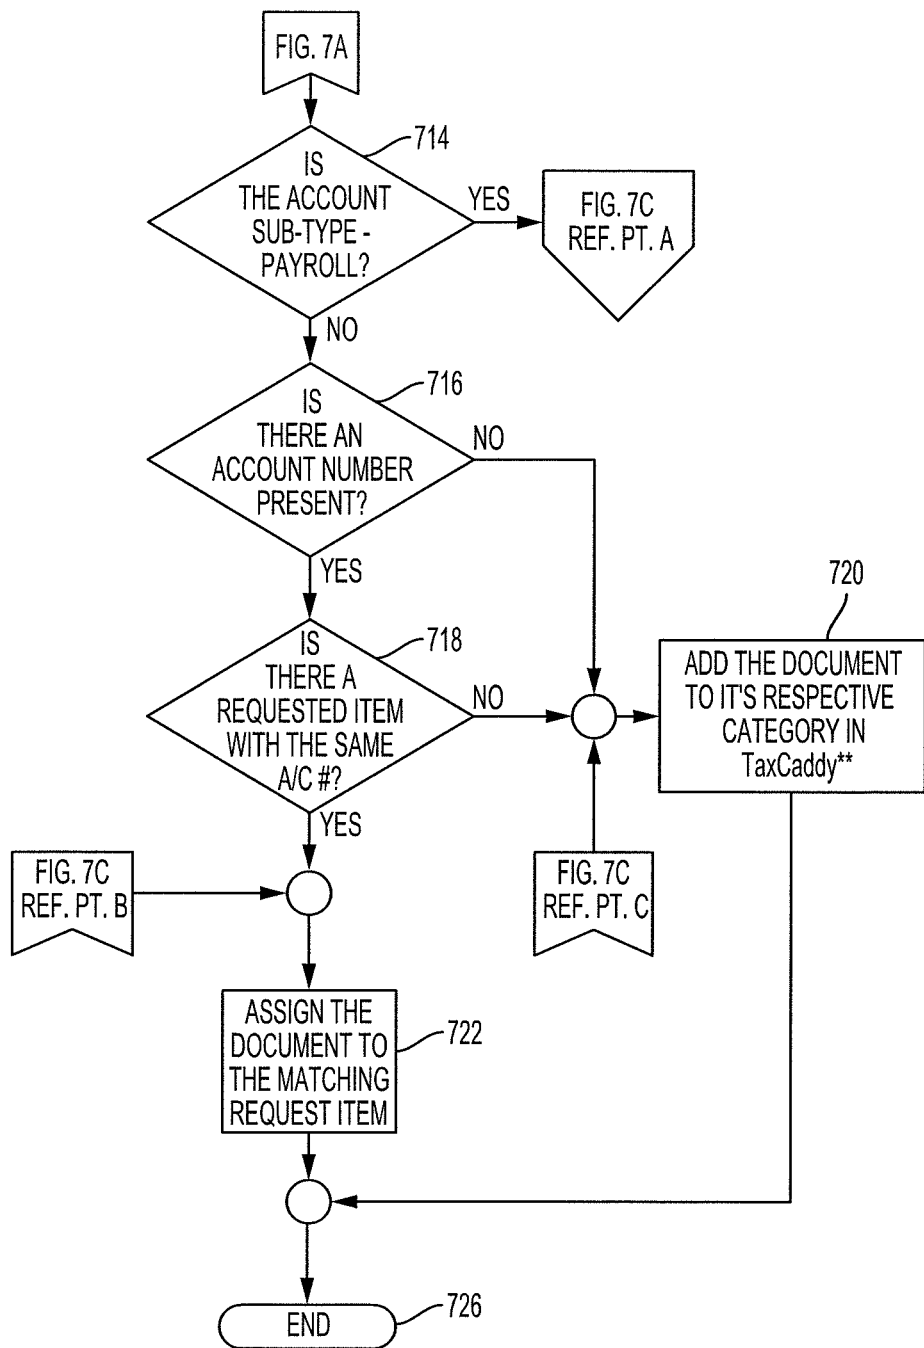 FIG. 7A
714
IS
THE ACCOUNT
SUB-TYPE -
PAYROLL?
YES
FIG. 7C
REF. PT. A
NO
716
IS
THERE AN
ACCOUNT NUMBER
PRESENT?
NO
YES
718
IS
THERE A
REQUESTED ITEM
WITH THE SAME
A/C #?
NO
720
ADD THE DOCUMENT
TO IT'S RESPECTIVE
CATEGORY IN
TaxCaddy**
YES
FIG. 7C
REF. PT. B
FIG. 7C
REF. PT. C
ASSIGN THE
DOCUMENT TO
THE MATCHING
REQUEST ITEM
722
END
726